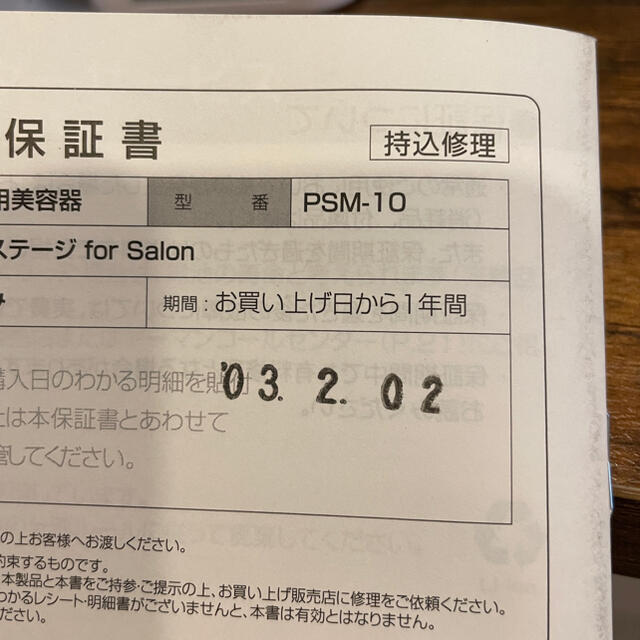 保証書
持込修理
用美容器
型 番
PSM-10
ステージ for Salon
期間:お買い上げ日から1年間
購入日のわかる明細を貼付
'03. 2. 02
は本保証書とあわせて
してください。
の上お客様へお渡しください。
約束するものです。
本製品と本書をご持参・ご提示の上、お買い上げ販売店に修理をご依頼ください。
わかるレシート・明細書がございませんと、本書は有効とはなりません。
ださい。